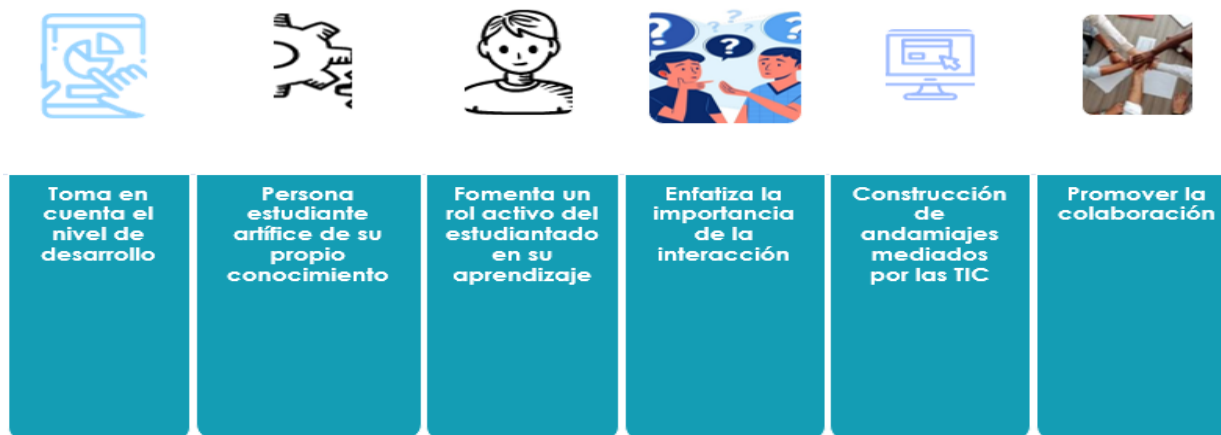 Toma en
cuenta el
nivel de
desarrollo
Persona
estudiante
artífice de su
propio
conocimiento
Fomenta un
rol activo del
estudiantado
en su
aprendizaje
Enfatiza la
importancia
de la
interacción
Construcción
de
andamiajes
mediados
por las TIC
Promover la
colaboración